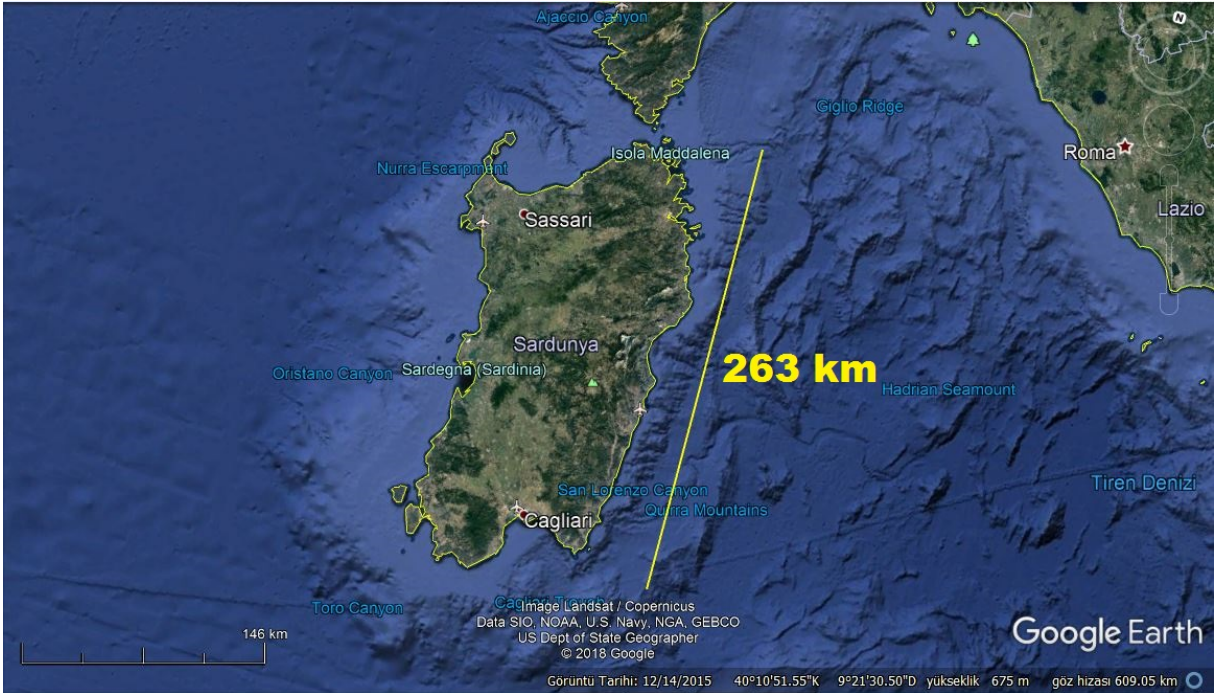 Ajaccio Canyon
N
Giglio Ridge
Isola Maddalena
Roma
Nurra Escarpment
Lazio
Sassari
Sardunya
263 km
Oristano Canyon
Sardegna (Sardinia)
Hadrian Seamount
Tiren Denizi
San Lorenzo Canyon
Quirra Mountains
Cagliari
Toro Canyon
Cagliari Trough
Image Landsat / Copernicus
Data SIO, NOAA, U.S. Navy, NGA, GEBCO
US Dept of State Geographer
© 2018 Google
146 km
Google Earth
Görüntü Tarihi: 12/14/2015 40°10'51.55"K 9°21'30.50"D yükseklik 675 m göz hizası 609.05 km